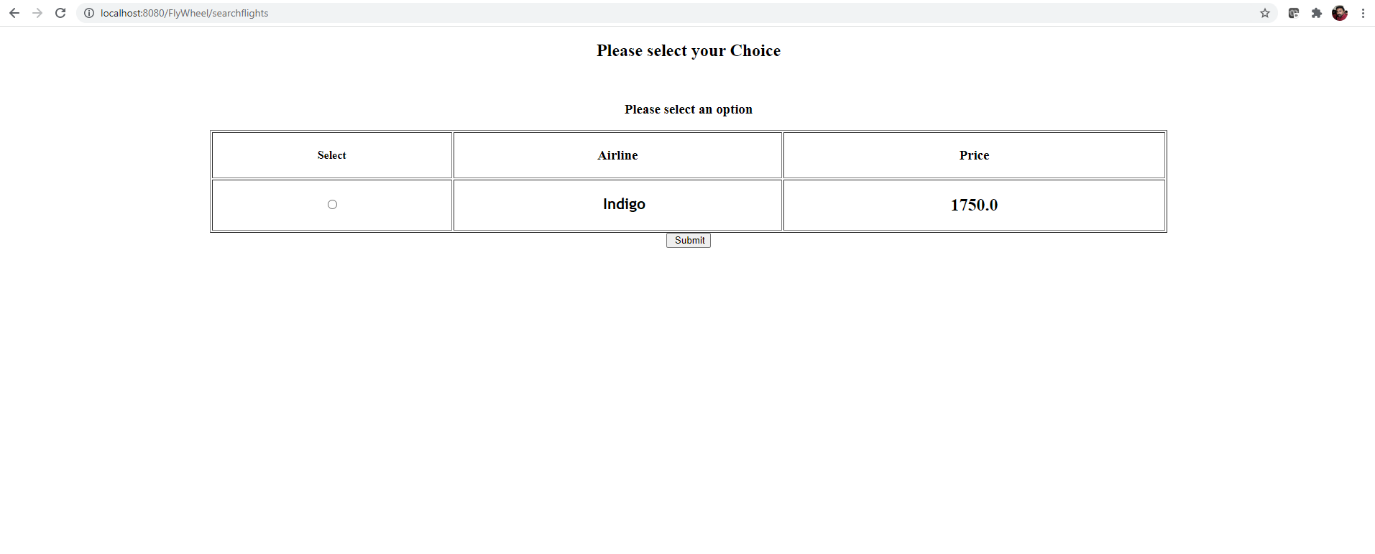 localhost:8080/FlyWheel/searchflights
Please select your Choice
Please select an option
Select Airline Price
Indigo 1750.0
Submit